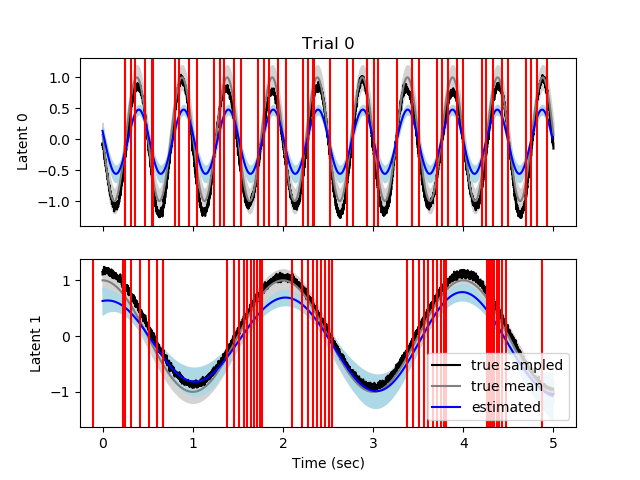 Trial 0
Latent 0
1.0
0.5
0.0
−0.5
−1.0
Latent 1
1
0
−1
true sampled
true mean
estimated
0 1 2 3 4 5
Time (sec)